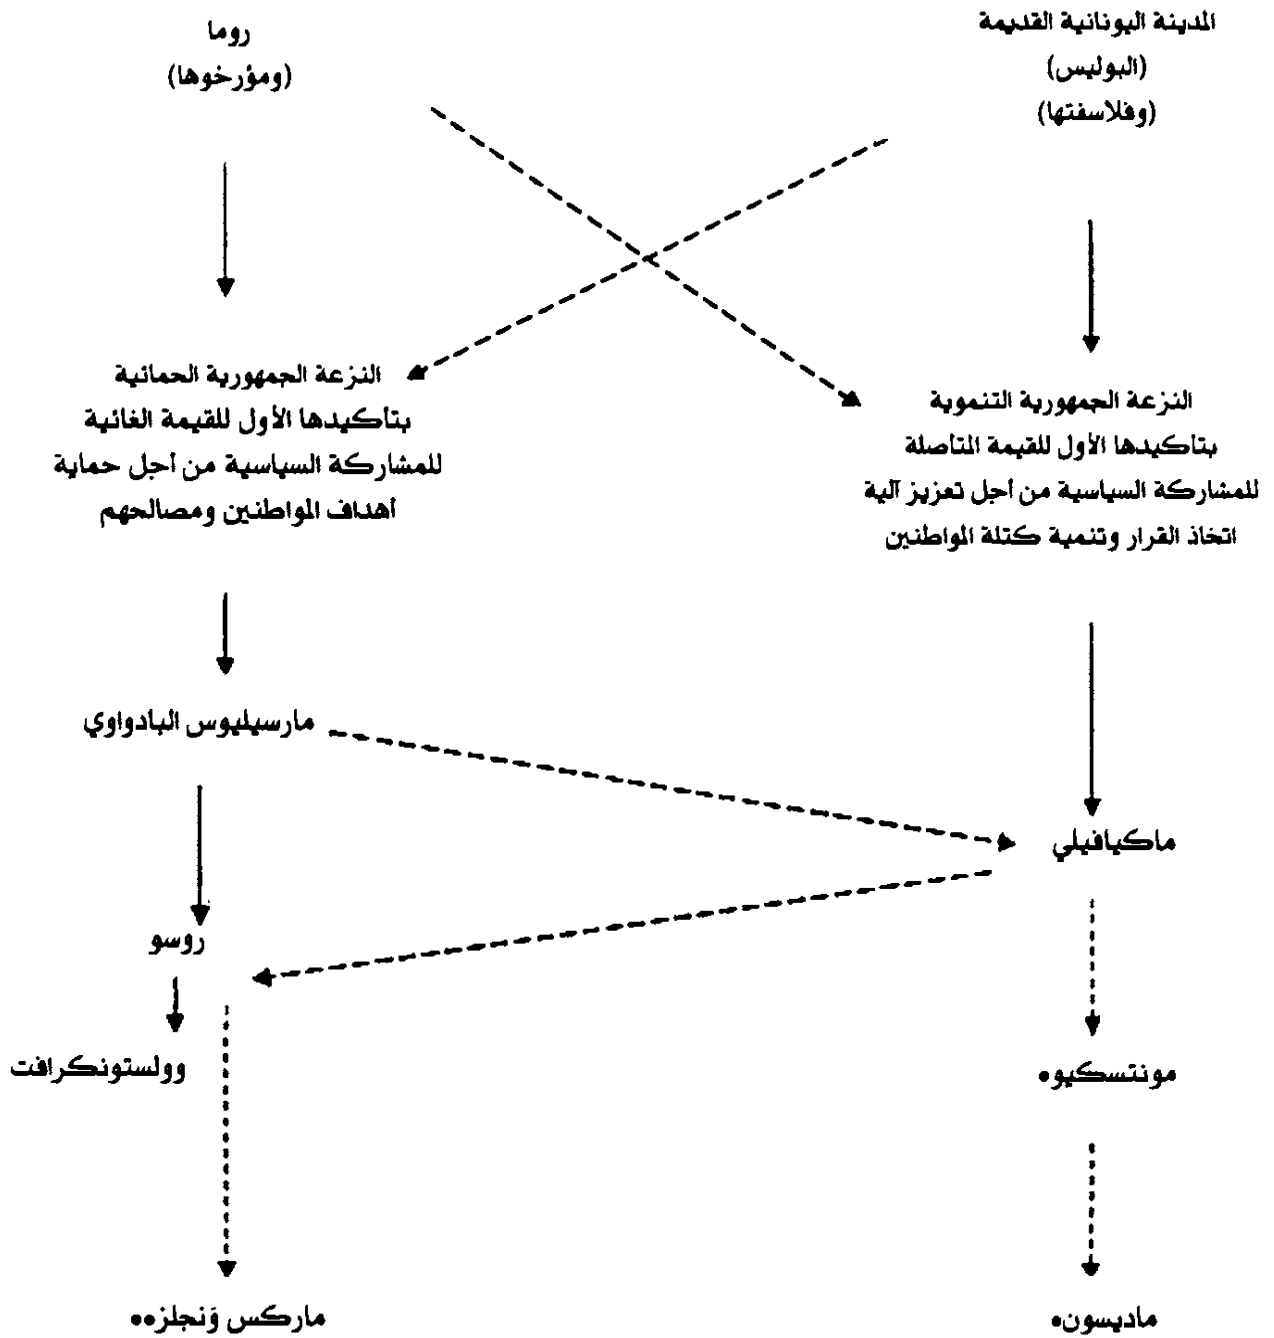 المدينة اليونانية القديمة
(البوليس)
(وفلاسفتها)
روما
(ومؤرخوها)
النزعة الجمهورية التنموية
بتأكيدها الأول للقيمة المتأصلة
للمشاركة السياسية من أجل تعزيز آلية
اتخاذ القرار وتنمية كتلة المواطنين
النزعة الجمهورية الحمائية
بتأكيدها الأول للقيمة الغائية
للمشاركة السياسية من أجل حماية
أهداف المواطنين ومصالحهم
مارسيليوس البادواوي
ماكيافيلي
روسو
وولستونكرافت
مونتسكيو•
ماديسون•
ماركس وَنجلز••